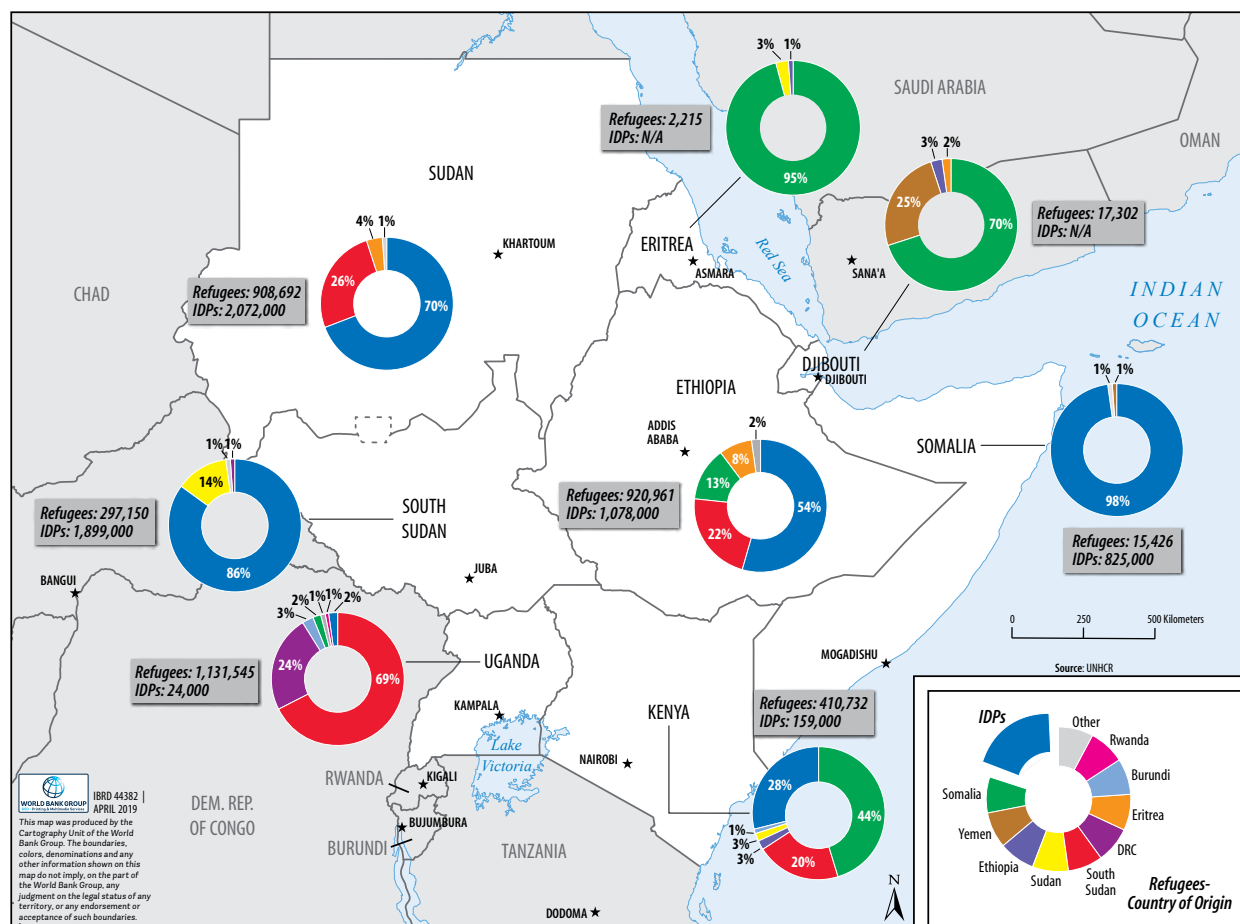 3% 1%
SAUDI ARABIA
OMAN
Refugees: 2,215
IDPs: N/A
95%
3% 2%
25%
70%
Refugees: 17,302
IDPs: N/A
SUDAN
KHARTOUM
ERITREA
ASMARA
Red Sea
SANA'A
4% 1%
26%
70%
Refugees: 908,692
IDPs: 2,072,000
CHAD
INDIAN
OCEAN
DJIBOUTI
DJIBOUTI
ETHIOPIA
ADDIS
ABABA
2%
8%
13%
54%
22%
Refugees: 920,961
IDPs: 1,078,000
1% 1%
SOMALIA
98%
Refugees: 15,426
IDPs: 825,000
1% 1%
14%
86%
Refugees: 297,150
IDPs: 1,899,000
SOUTH
SUDAN
JUBA
BANGUI
3% 2% 1% 1% 2%
24%
69%
Refugees: 1,131,545
IDPs: 24,000
UGANDA
KAMPALA
Lake
Victoria
0 250 500 Kilometers
MOGADISHU
Source: UNHCR
KENYA
NAIROBI
Refugees: 410,732
IDPs: 159,000
28%
44%
1%
3%
3%
20%
RWANDA
KIGALI
BUJUMBURA
BURUNDI
DEM. REP.
OF CONGO
TANZANIA
DODOMA
N
IDPs
Other
Rwanda
Burundi
Eritrea
DRC
South
Sudan
Sudan
Ethiopia
Yemen
Somalia
Refugees-
Country of Origin
WORLD BANK GROUP
Printing & Multimedia Services
IBRD 44382 |
APRIL 2019
This map was produced by the
Cartography Unit of the World
Bank Group. The boundaries,
colors, denominations and any
other information shown on this
map do not imply, on the part of
the World Bank Group, any
judgment on the legal status of any
territory, or any endorsement or
acceptance of such boundaries.